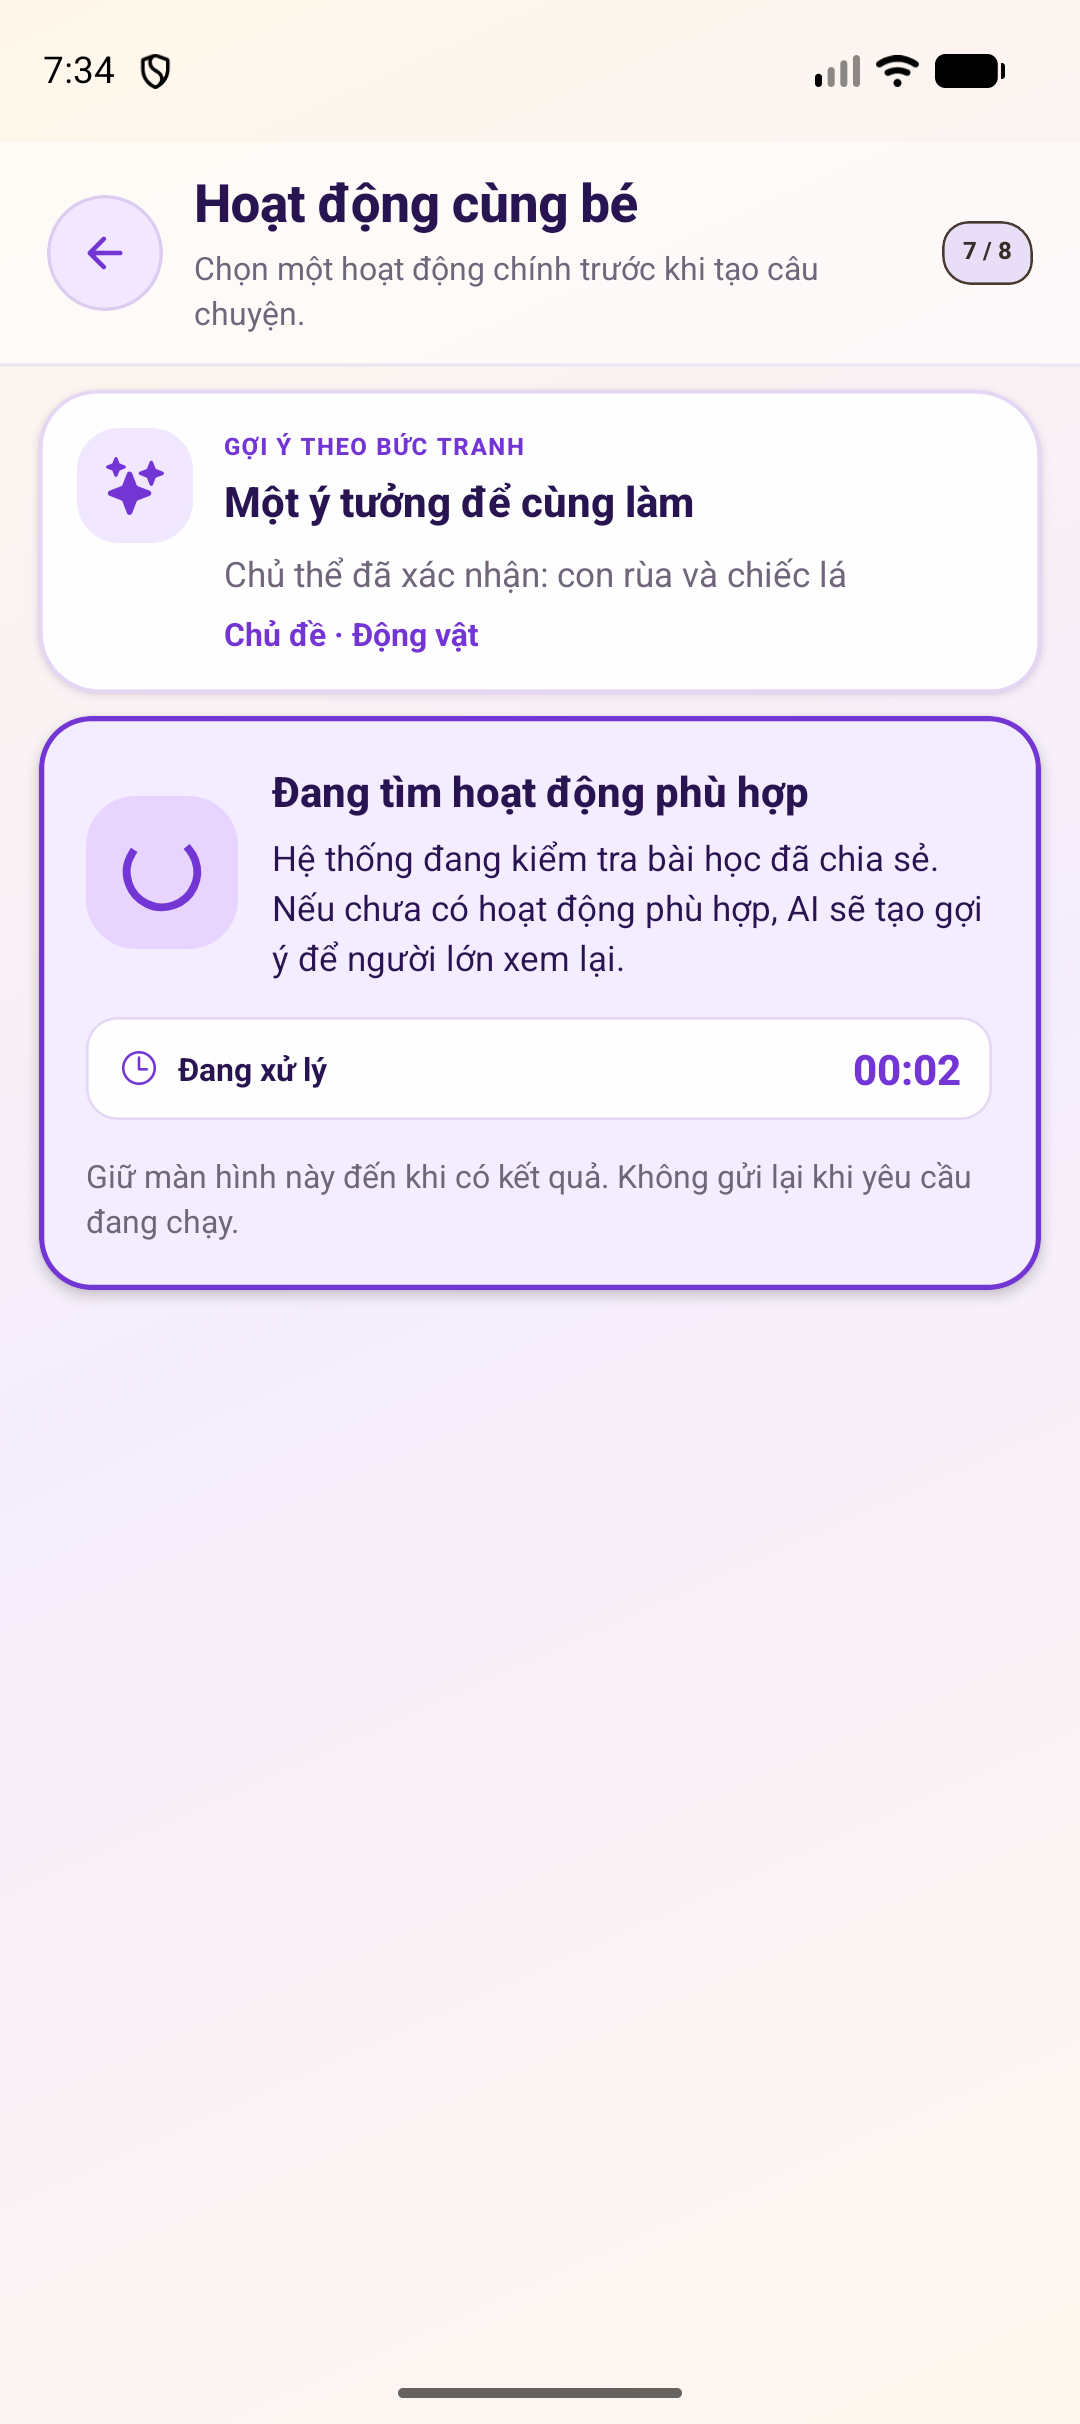 7:34
Hoạt động cùng bé
Chọn một hoạt động chính trước khi tạo câu
chuyện.
7 / 8
GỢI Ý THEO BỨC TRANH
Một ý tưởng để cùng làm
Chủ thể đã xác nhận: con rùa và chiếc lá
Chủ đề · Động vật
Đang tìm hoạt động phù hợp
Hệ thống đang kiểm tra bài học đã chia sẻ.
Nếu chưa có hoạt động phù hợp, AI sẽ tạo gợi
ý để người lớn xem lại.
Đang xử lý
00:02
Giữ màn hình này đến khi có kết quả. Không gửi lại khi yêu cầu
đang chạy.